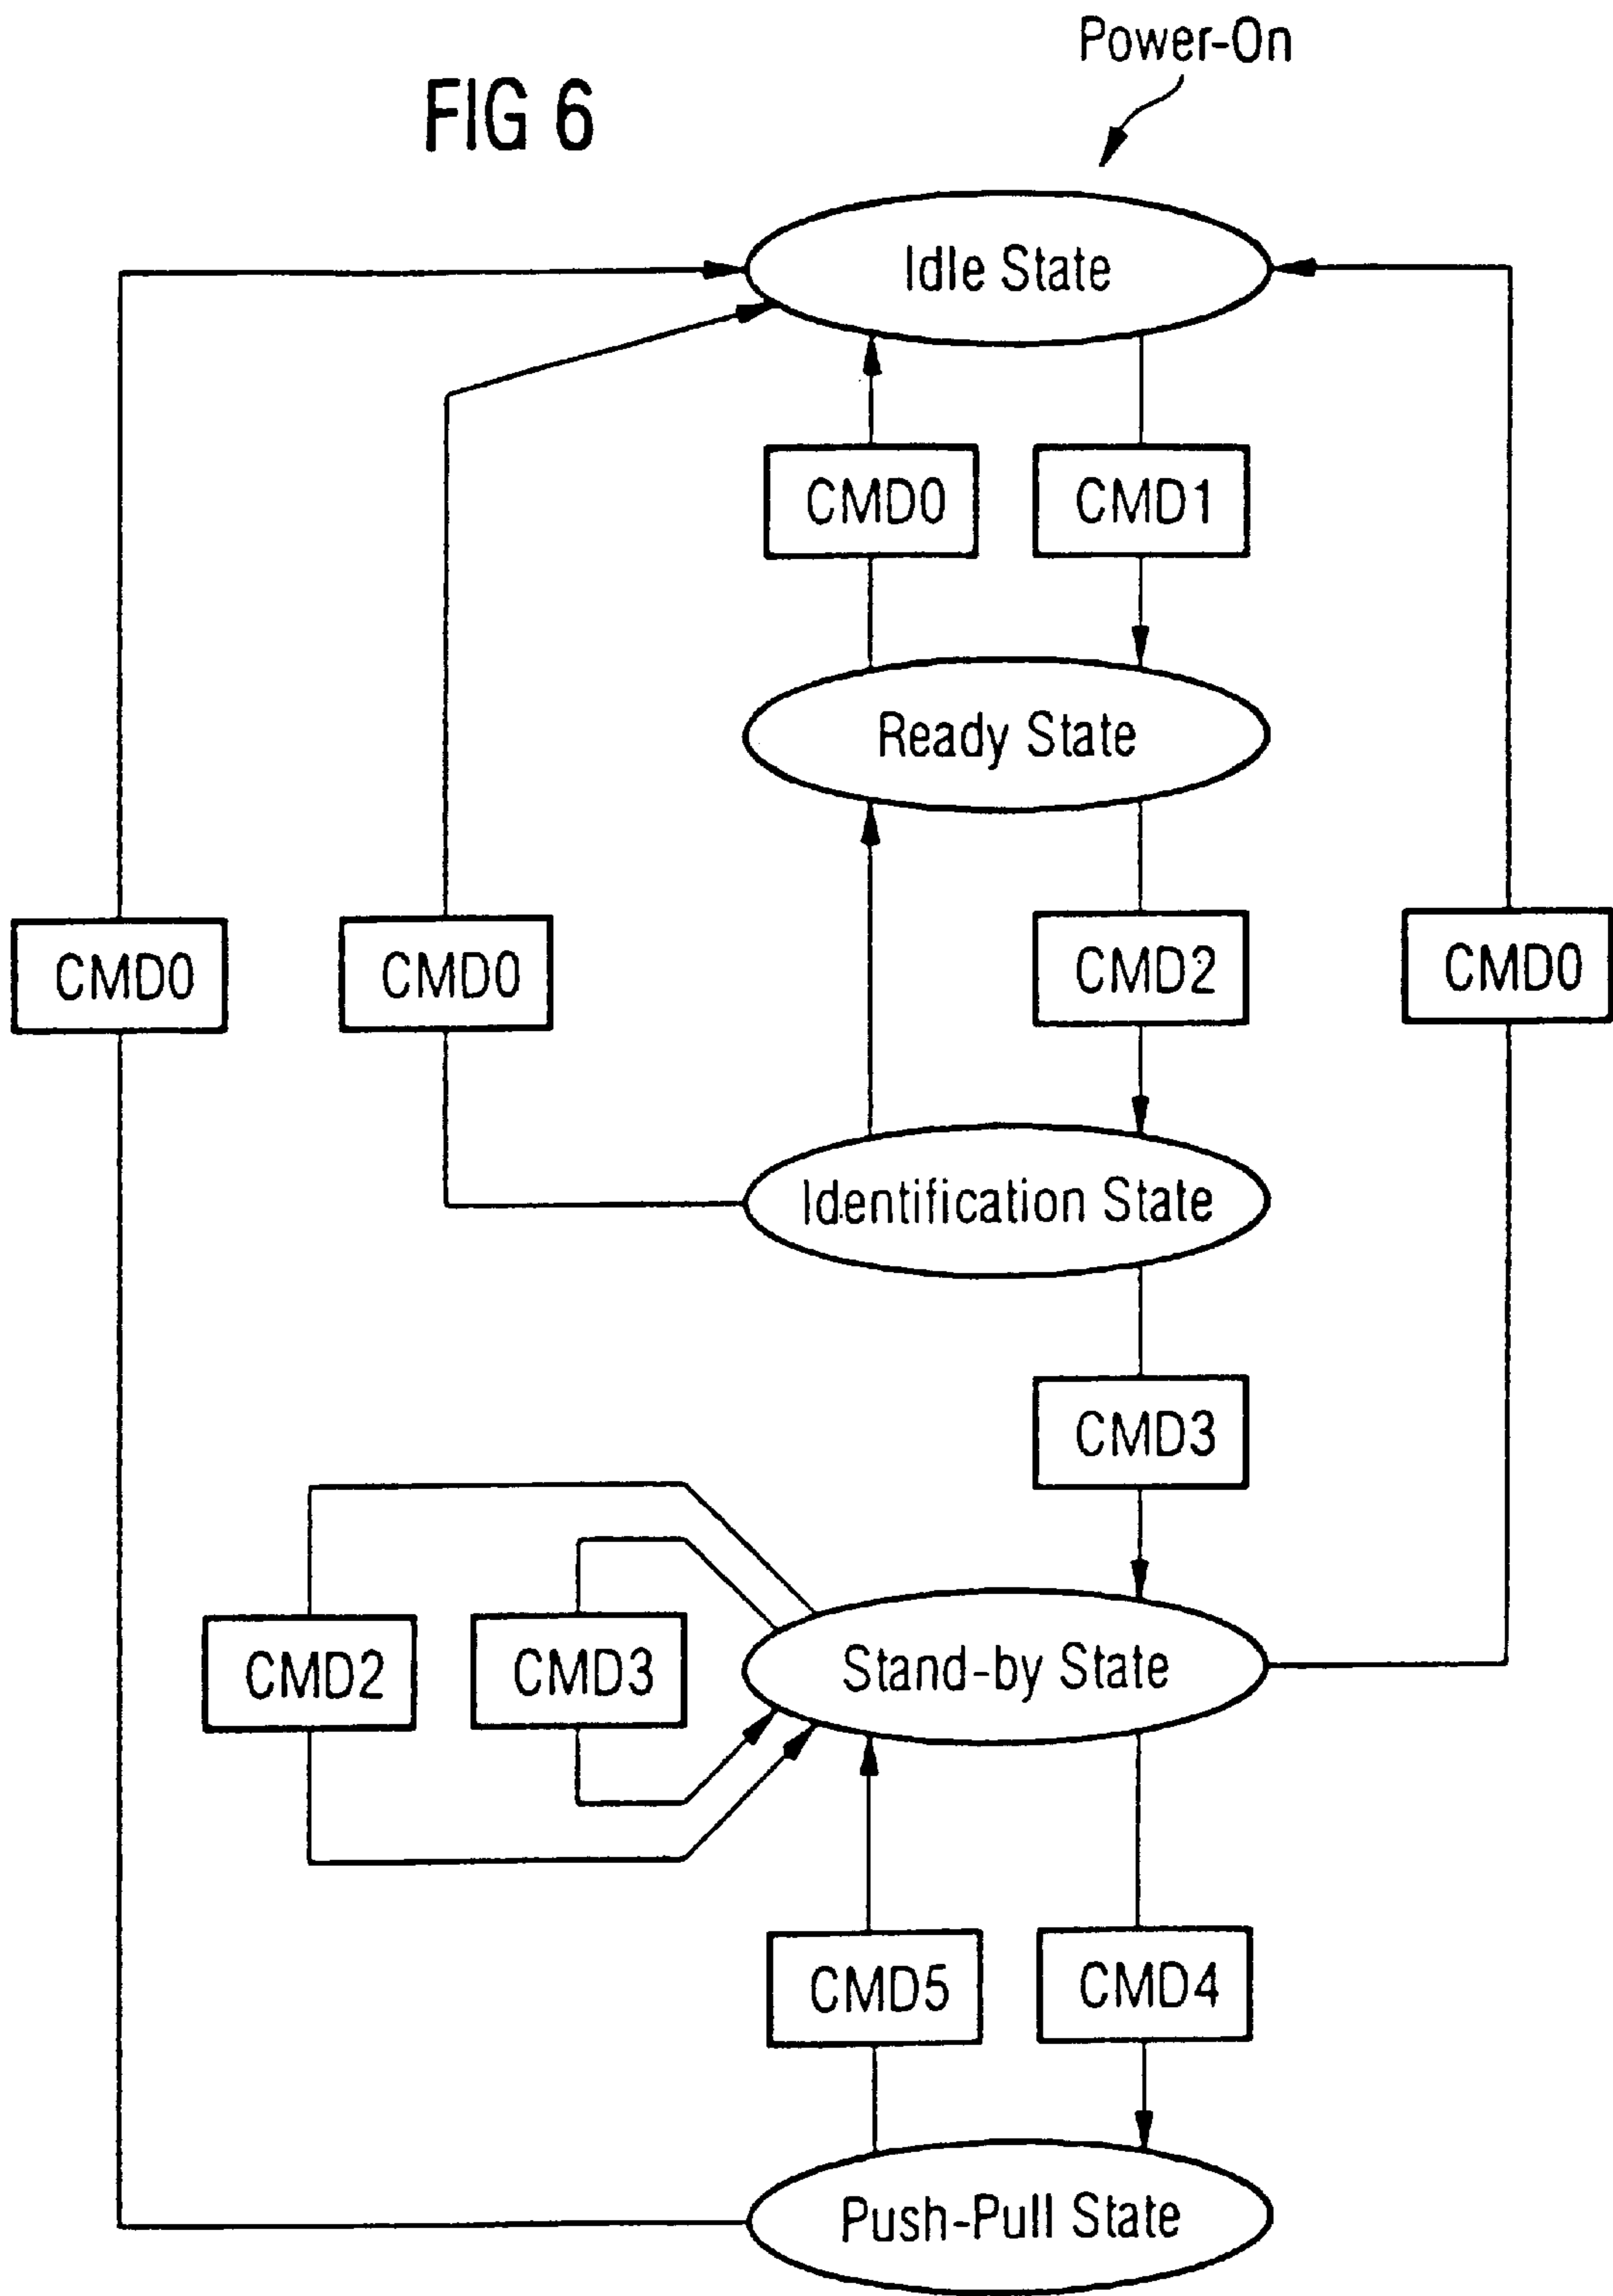 Power-On
FIG 6
Idle State
CMD0
CMD1
Ready State
CMD0
CMD0
CMD2
CMD0
Identification State
CMD3
CMD2
CMD3
Stand-by State
CMD5
CMD4
Push-Pull State